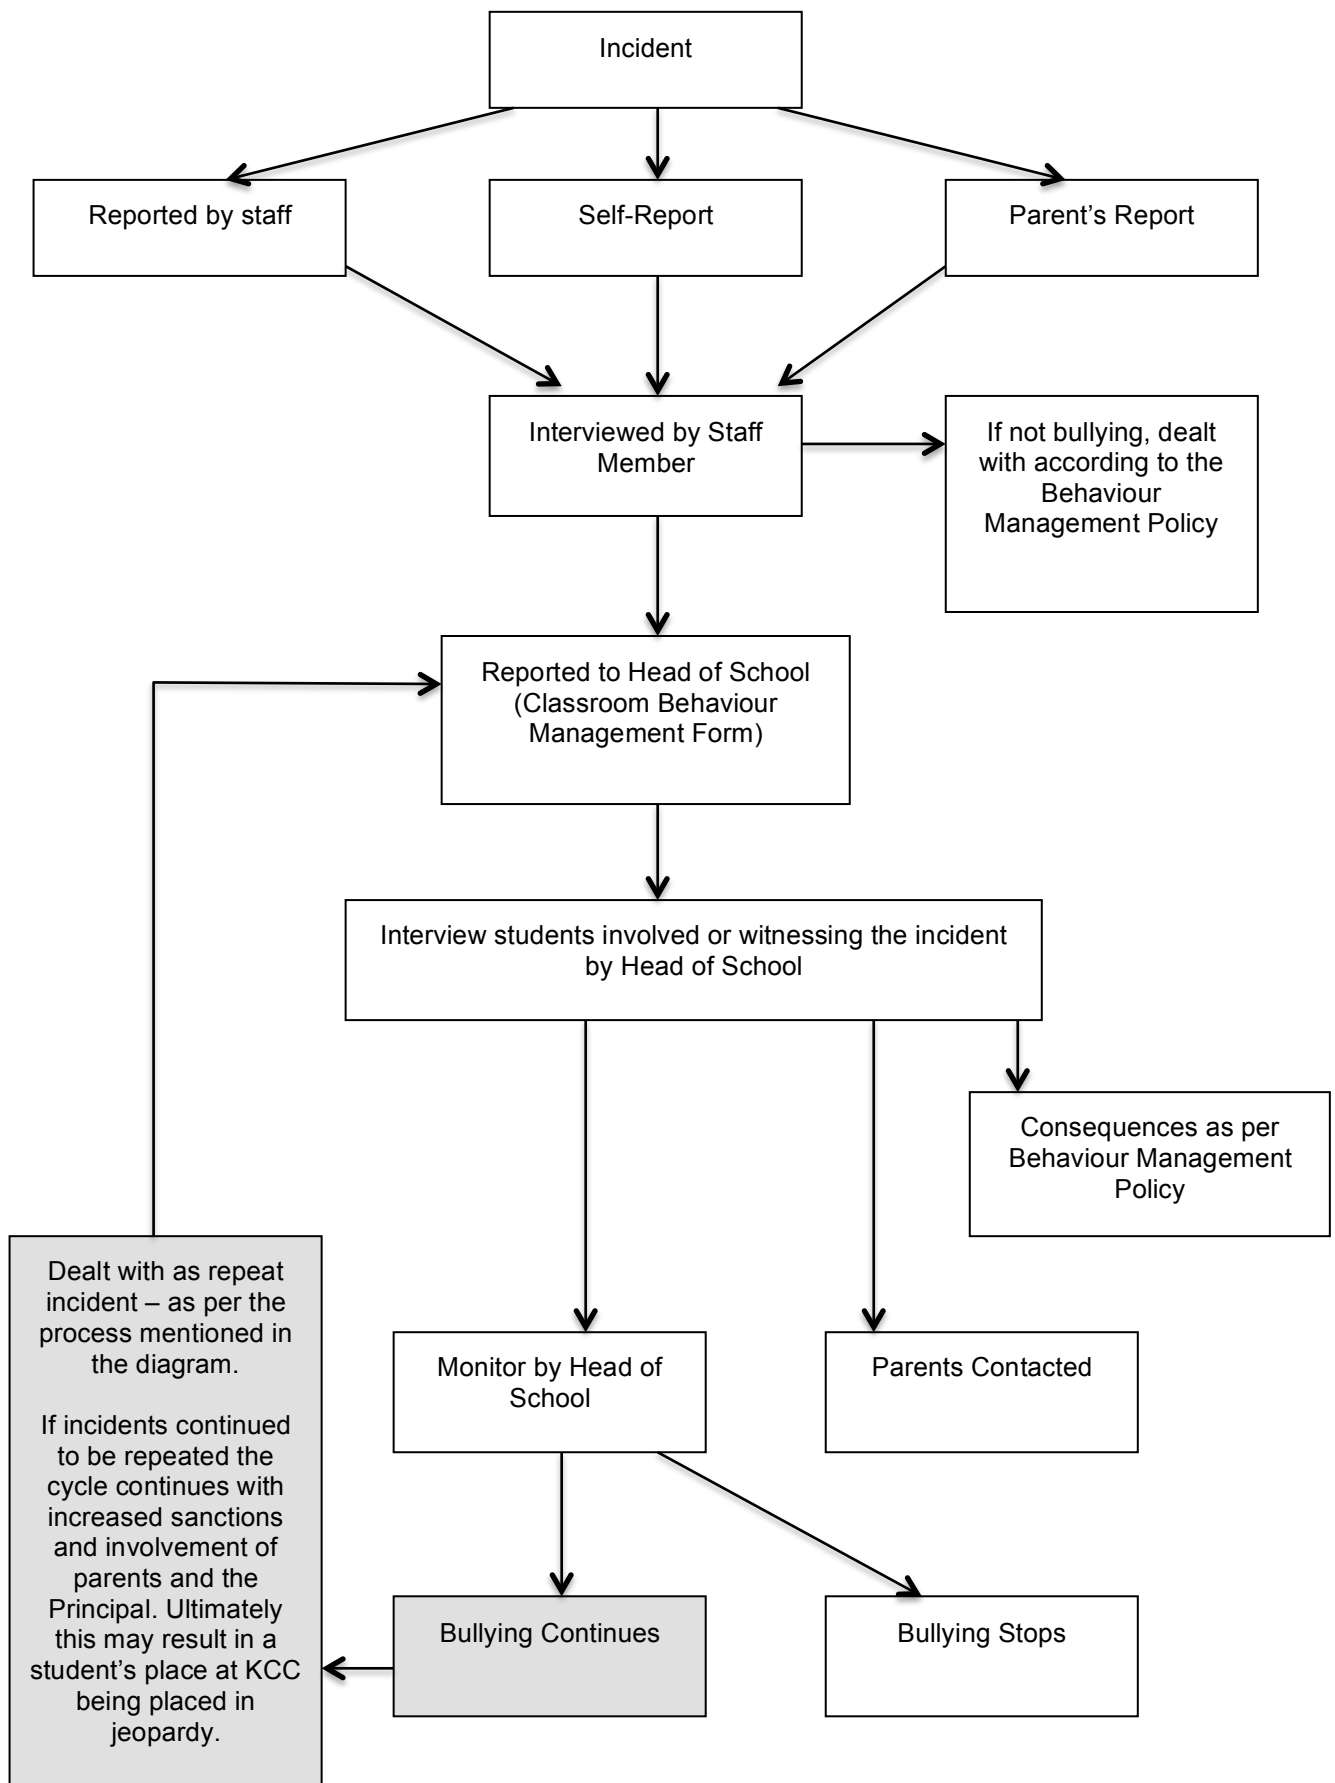 Incident
Reported by staff
Self-Report
Parent’s Report
Interviewed by Staff
Member
If not bullying, dealt
with according to the
Behaviour
Management Policy
Reported to Head of School
(Classroom Behaviour
Management Form)
Interview students involved or witnessing the incident
by Head of School
Consequences as per
Behaviour Management
Policy
Monitor by Head of
School
Parents Contacted
Bullying Continues
Bullying Stops
Dealt with as repeat
incident – as per the
process mentioned in
the diagram.
If incidents continued
to be repeated the
cycle continues with
increased sanctions
and involvement of
parents and the
Principal. Ultimately
this may result in a
student’s place at KCC
being placed in
jeopardy.